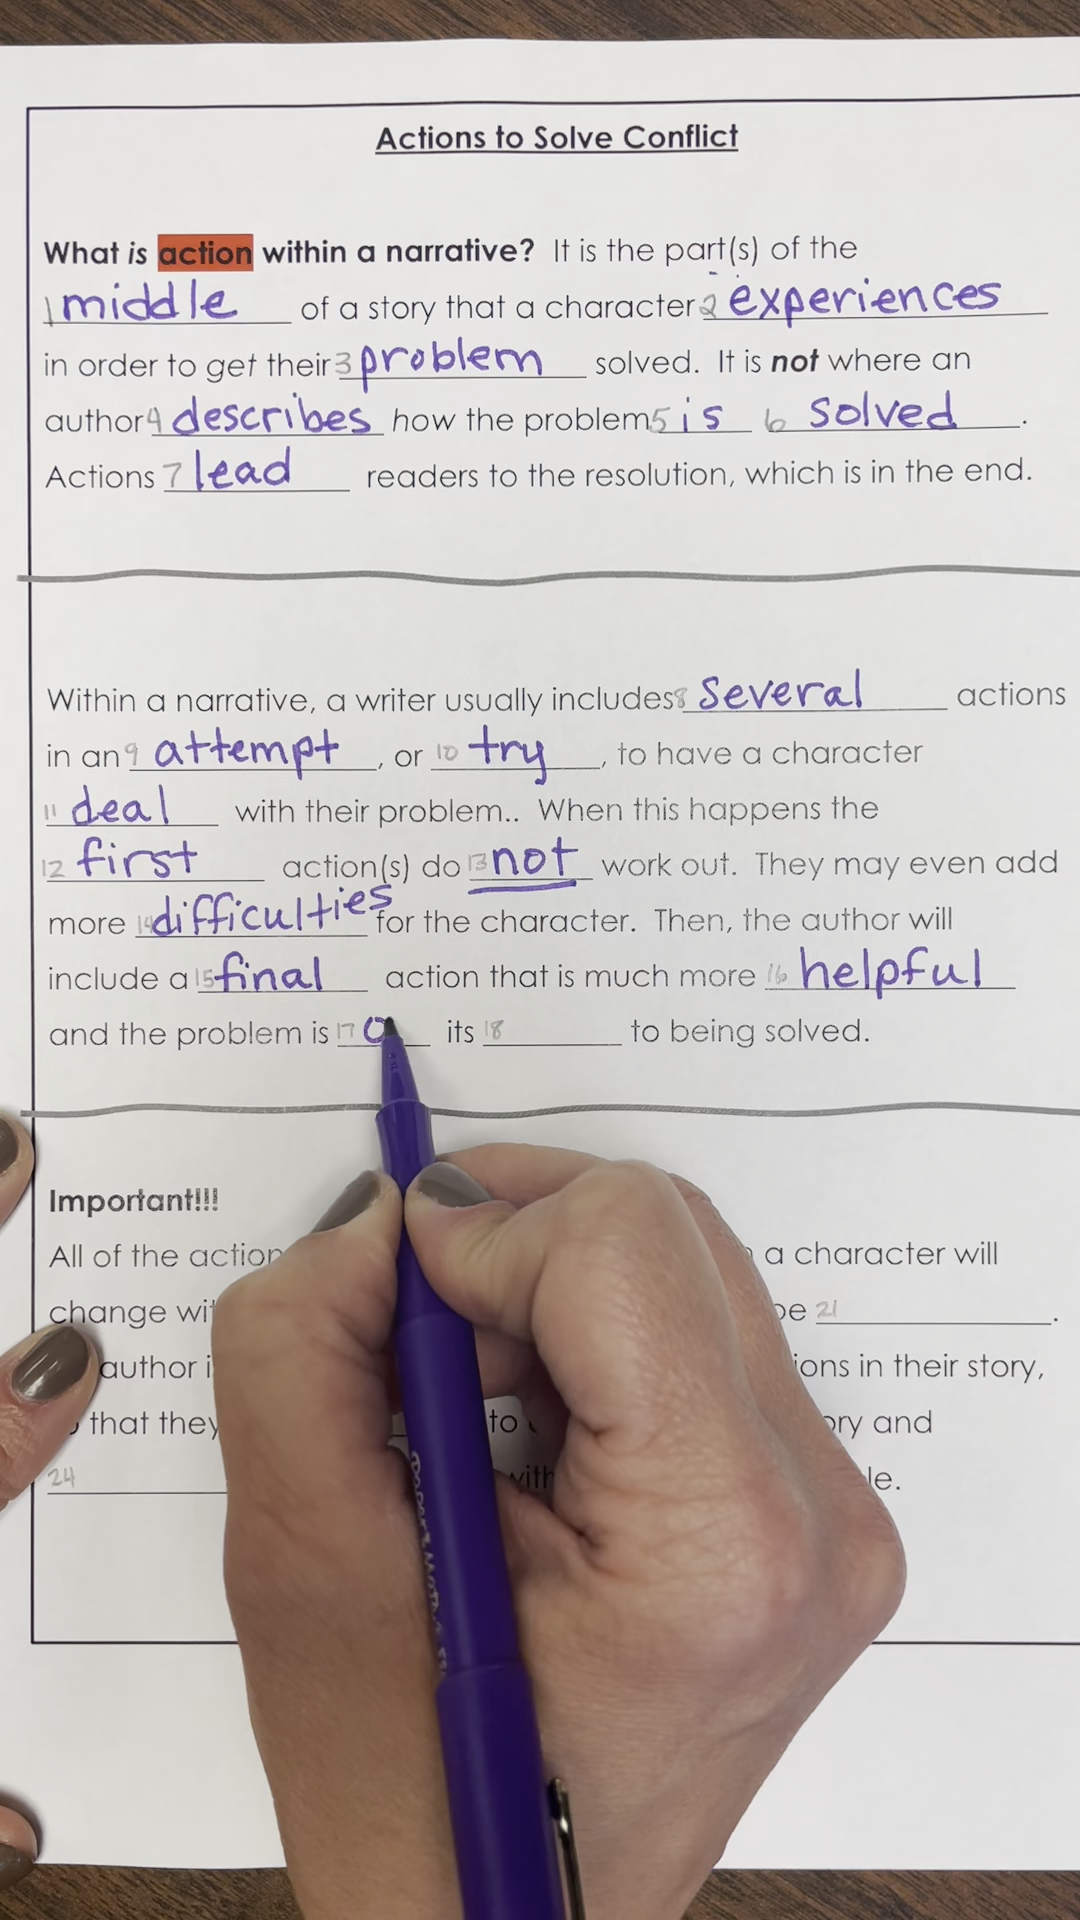 Actions to Solve Conflict
What is action within a narrative? It is the part(s) of the
1 middle of a story that a character 2 experiences
in order to get their 3 problem solved. It is not where an
author 4 describes how the problem 5 is 6 solved.
Actions 7 lead readers to the resolution, which is in the end.
Within a narrative, a writer usually includes 8 several actions
in an 9 attempt, or 10 try, to have a character
11 deal with their problem.. When this happens the
12 first action(s) do 13 not work out. They may even add
more 14 difficulties for the character. Then, the author will
include a 15 final action that is much more 16 helpful
and the problem is 17 o its 18 to being solved.
Important!!!
All of the action a character will
change 21.
author ions in their story,
that they to and
24 le.
Paper Mate